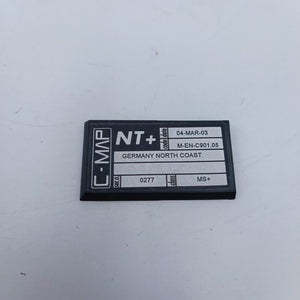 C-MAP
NT+
04-MAR-03
M-EN-C901.05
GERMANY NORTH COAST
0277
MS+